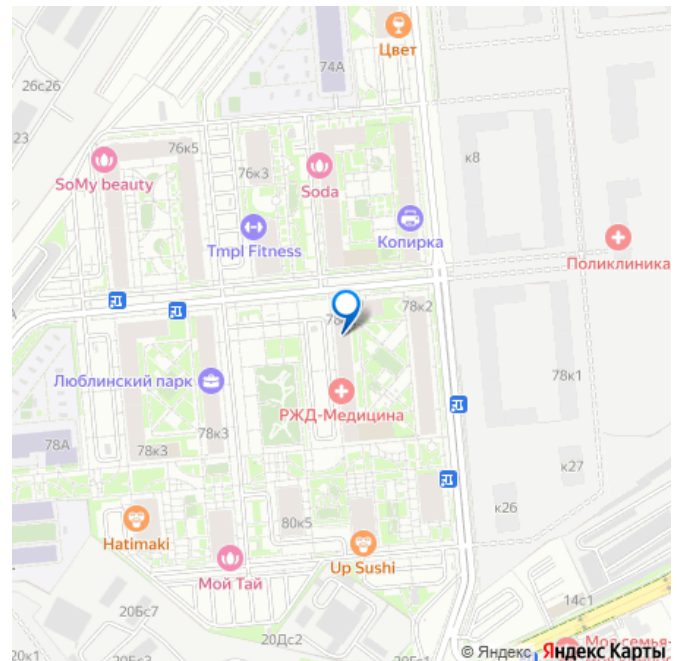 Цвет
74А
26с26
23
76к5
к8
SoMy beauty
76к3
Soda
Tmpl Fitness
Копирка
Поликлиника
78к2
Люблинский парк
78к1
РЖД-Медицина
78А
78к3
78к3
к27
80к5
к26
Hatimaki
Up Sushi
Мой Тай
14с1
20Бс7
20Дс2
20к1
© Яндекс Яндекс Карты